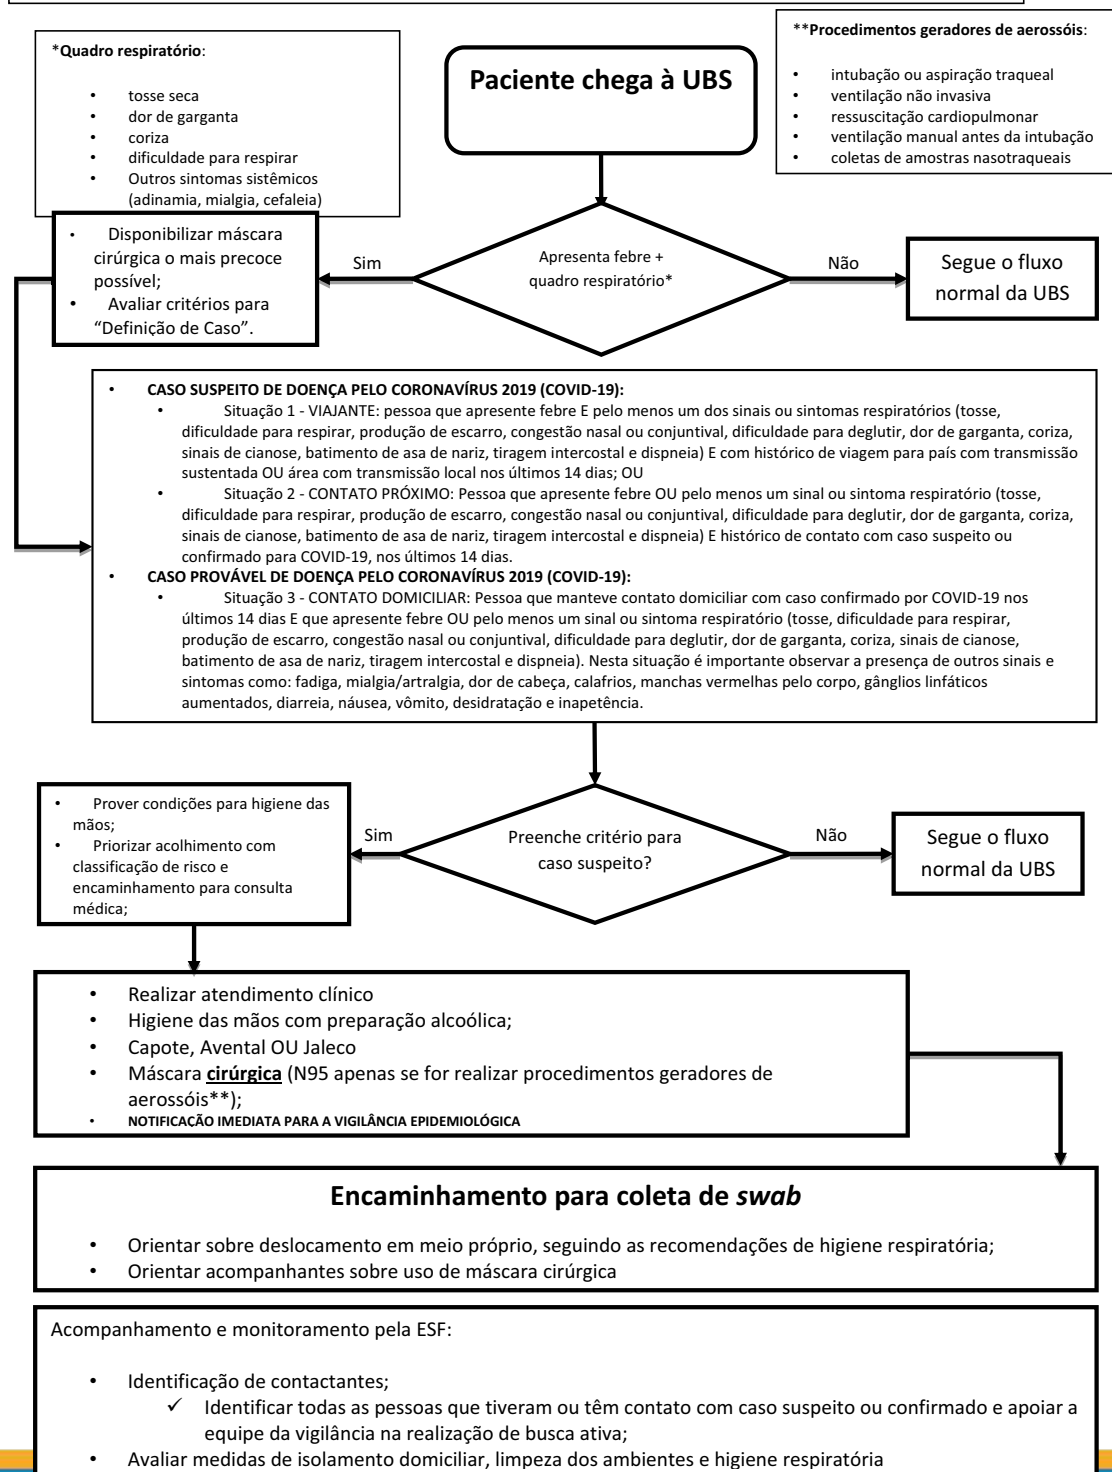 *Quadro respiratório:
• tosse seca
• dor de garganta
• coriza
• dificuldade para respirar
• Outros sintomas sistêmicos
(adinamia, mialgia, cefaleia)
Paciente chega à UBS
**Procedimentos geradores de aerossóis:
• intubação ou aspiração traqueal
• ventilação não invasiva
• ressuscitação cardiopulmonar
• ventilação manual antes da intubação
• coletas de amostras nasotraqueais
• Disponibilizar máscara
cirúrgica o mais precoce
possível;
• Avaliar critérios para
“Definição de Caso”.
Sim
Apresenta febre +
quadro respiratório*
Não
Segue o fluxo
normal da UBS
• CASO SUSPEITO DE DOENÇA PELO CORONAVÍRUS 2019 (COVID-19):
• Situação 1 - VIAJANTE: pessoa que apresente febre E pelo menos um dos sinais ou sintomas respiratórios (tosse,
dificuldade para respirar, produção de escarro, congestão nasal ou conjuntival, dificuldade para deglutir, dor de garganta, coriza,
sinais de cianose, batimento de asa de nariz, tiragem intercostal e dispneia) E com histórico de viagem para país com transmissão
sustentada OU área com transmissão local nos últimos 14 dias; OU
• Situação 2 - CONTATO PRÓXIMO: Pessoa que apresente febre OU pelo menos um sinal ou sintoma respiratório (tosse,
dificuldade para respirar, produção de escarro, congestão nasal ou conjuntival, dificuldade para deglutir, dor de garganta, coriza,
sinais de cianose, batimento de asa de nariz, tiragem intercostal e dispneia) E histórico de contato com caso suspeito ou
confirmado para COVID-19, nos últimos 14 dias.
• CASO PROVÁVEL DE DOENÇA PELO CORONAVÍRUS 2019 (COVID-19):
• Situação 3 - CONTATO DOMICILIAR: Pessoa que manteve contato domiciliar com caso confirmado por COVID-19 nos
últimos 14 dias E que apresente febre OU pelo menos um sinal ou sintoma respiratório (tosse, dificuldade para respirar,
produção de escarro, congestão nasal ou conjuntival, dificuldade para deglutir, dor de garganta, coriza, sinais de cianose,
batimento de asa de nariz, tiragem intercostal e dispneia). Nesta situação é importante observar a presença de outros sinais e
sintomas como: fadiga, mialgia/artralgia, dor de cabeça, calafrios, manchas vermelhas pelo corpo, gânglios linfáticos
aumentados, diarreia, náusea, vômito, desidratação e inapetência.
• Prover condições para higiene das
mãos;
• Priorizar acolhimento com
classificação de risco e
encaminhamento para consulta
médica;
Sim
Preenche critério para
caso suspeito?
Não
Segue o fluxo
normal da UBS
• Realizar atendimento clínico
• Higiene das mãos com preparação alcoólica;
• Capote, Avental OU Jaleco
• Máscara cirúrgica (N95 apenas se for realizar procedimentos geradores de
aerossóis**);
• NOTIFICAÇÃO IMEDIATA PARA A VIGILÂNCIA EPIDEMIOLÓGICA
Encaminhamento para coleta de swab
• Orientar sobre deslocamento em meio próprio, seguindo as recomendações de higiene respiratória;
• Orientar acompanhantes sobre uso de máscara cirúrgica
Acompanhamento e monitoramento pela ESF:
• Identificação de contactantes;
✓ Identificar todas as pessoas que tiveram ou têm contato com caso suspeito ou confirmado e apoiar a
equipe da vigilância na realização de busca ativa;
• Avaliar medidas de isolamento domiciliar, limpeza dos ambientes e higiene respiratória